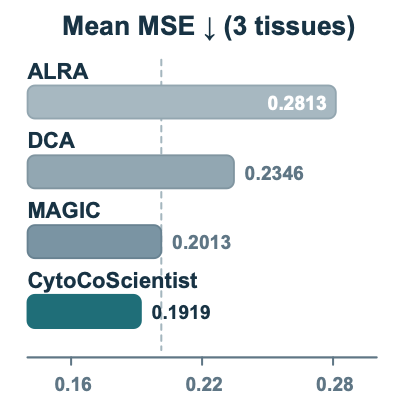 Mean MSE ↓ (3 tissues)
ALRA
0.2813
DCA
0.2346
MAGIC
0.2013
CytoCoScientist
0.1919
0.16 0.22 0.28